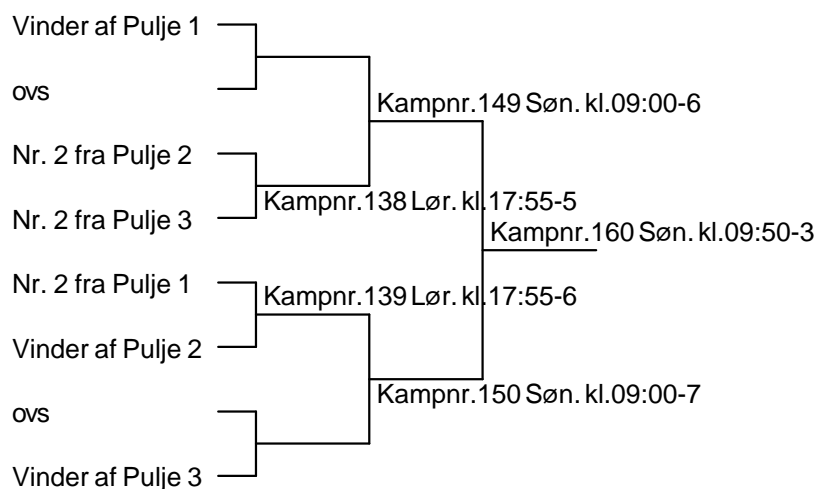 Vinder af Pulje 1
ovs
Kampnr.149 Søn. kl.09:00-6
Nr. 2 fra Pulje 2
Kampnr.138 Lør. kl.17:55-5
Nr. 2 fra Pulje 3
Kampnr.160 Søn. kl.09:50-3
Nr. 2 fra Pulje 1
Kampnr.139 Lør. kl.17:55-6
Vinder af Pulje 2
Kampnr.150 Søn. kl.09:00-7
ovs
Vinder af Pulje 3